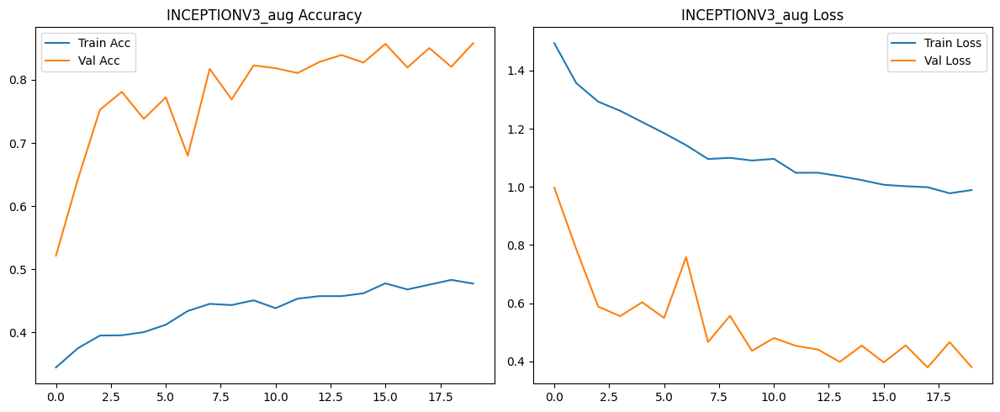 INCEPTIONV3_aug Accuracy
Train Acc
Val Acc
0.8
0.7
0.6
0.5
0.4
0.0 2.5 5.0 7.5 10.0 12.5 15.0 17.5
INCEPTIONV3_aug Loss
Train Loss
Val Loss
1.4
1.2
1.0
0.8
0.6
0.4
0.0 2.5 5.0 7.5 10.0 12.5 15.0 17.5